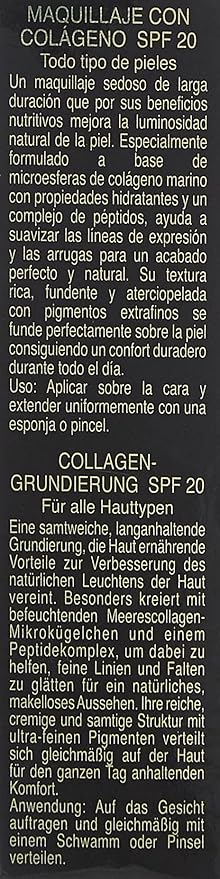 MAQUILLAJE CON
COLÁGENO SPF 20
Todo tipo de pieles
Un maquillaje sedoso de larga
duración que por sus beneficios
nutritivos mejora la luminosidad
natural de la piel. Especialmente
formulado a base de
microesferas de colágeno marino
con propiedades hidratantes y un
complejo de péptidos, ayuda a
suavizar las líneas de expresión
y las arrugas para un acabado
perfecto y natural. Su textura
rica, fundente y aterciopelada
con pigmentos extrafinos se
funde perfectamente sobre la piel
consiguiendo un confort duradero
durante todo el día.
Uso: Aplicar sobre la cara y
extender uniformemente con una
esponja o pincel.
COLLAGEN-
GRUNDIERUNG SPF 20
Für alle Hauttypen
Eine samtweiche, langanhaltende
Grundierung, die Haut ernährende
Vorteile zur Verbesserung des
natürlichen Leuchtens der Haut
vereint. Besonders kreiert mit
befeuchtenden Meerescollagen-
Mikrokügelchen und einem
Peptidekomplex, um dabei zu
helfen, feine Linien und Falten
zu glätten für ein natürliches,
makelloses Aussehen. Ihre reiche,
cremige und samtige Struktur mit
ultra-feinen Pigmenten verteilt
sich gleichmäßig auf der Haut
für den ganzen Tag anhaltenden
Komfort.
Anwendung: Auf das Gesicht
auftragen und gleichmäßig mit
einem Schwamm oder Pinsel
verteilen.